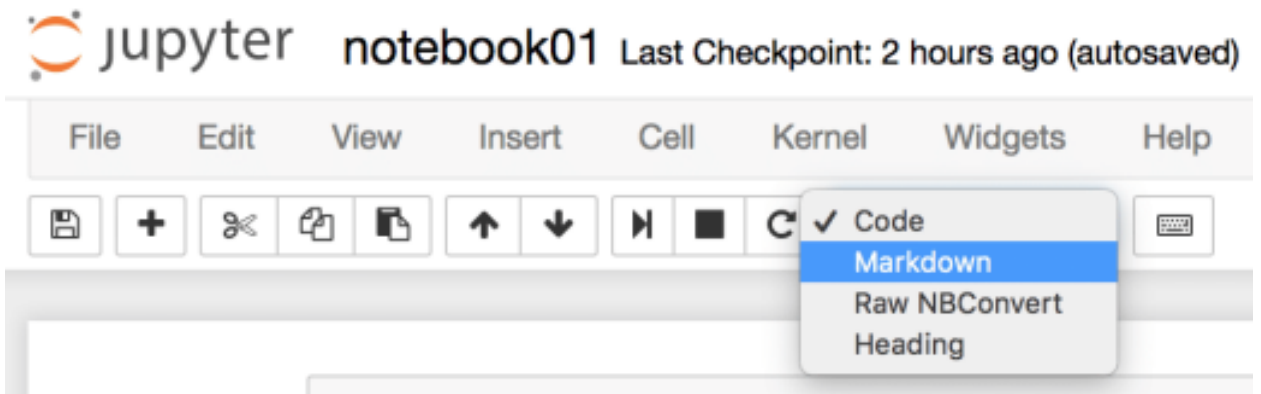 jupyter notebook01 Last Checkpoint: 2 hours ago (autosaved)
File Edit View Insert Cell Kernel Widgets Help
Code
Markdown
Raw NBConvert
Heading